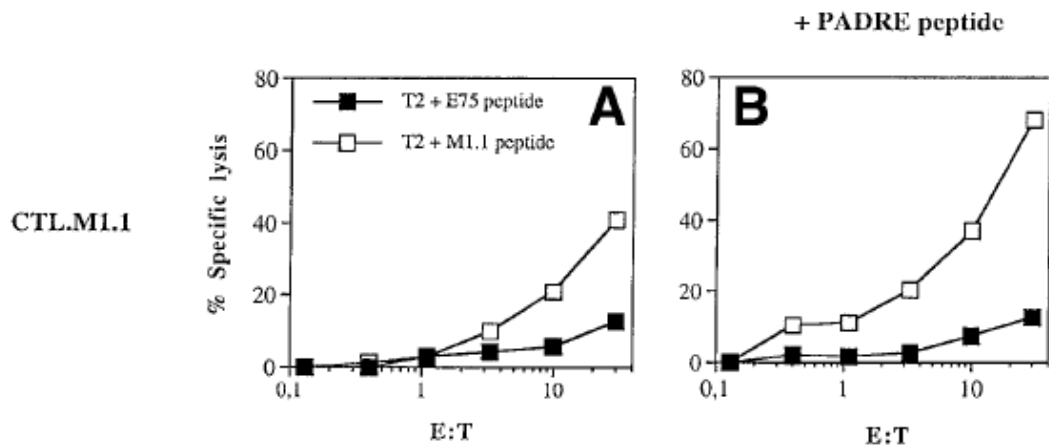 + PADRE peptide
CTL.M1.1
% Specific lysis
80
60
40
20
0
0,1
1
10
E:T
T2 + E75 peptide
T2 + M1.1 peptide
A
80
60
40
20
0
0,1
1
10
E:T
B